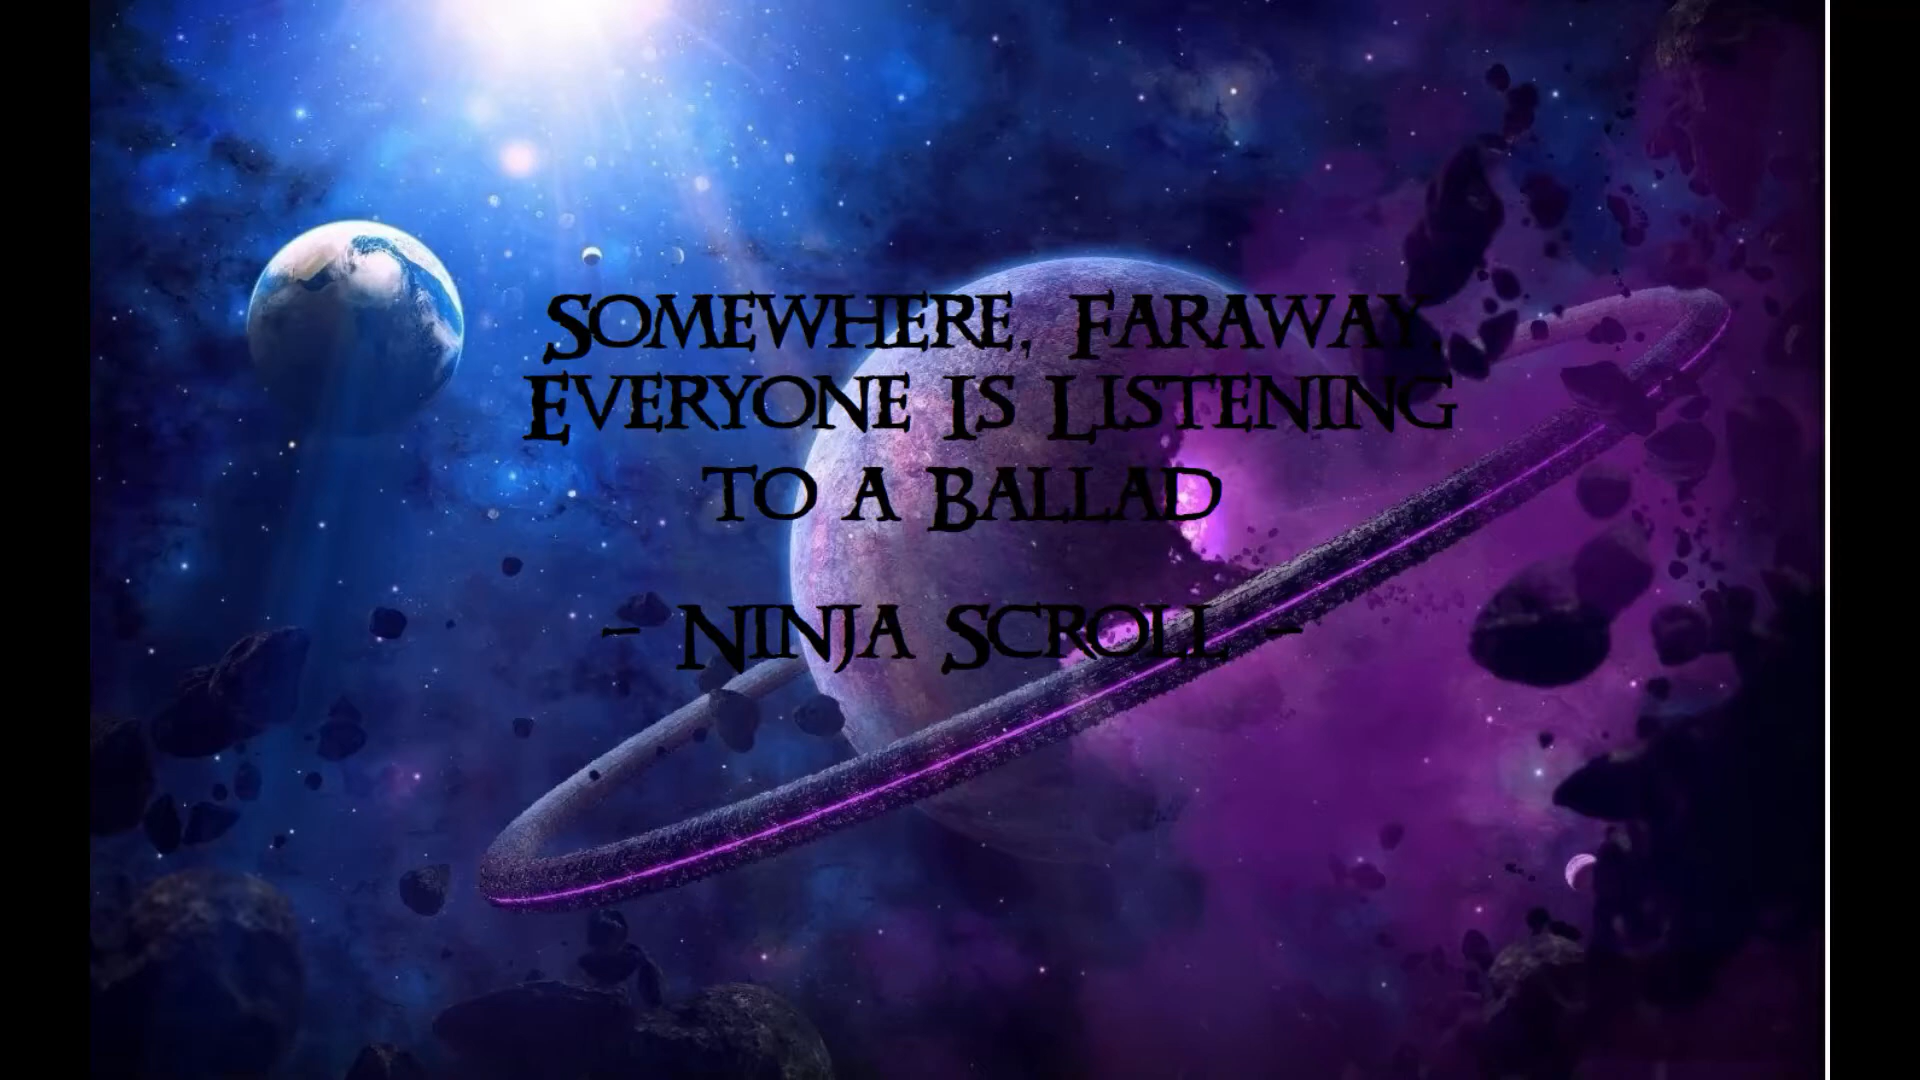 Somewhere, Faraway,
Everyone Is Listening
to a Ballad
- Ninja Scroll -